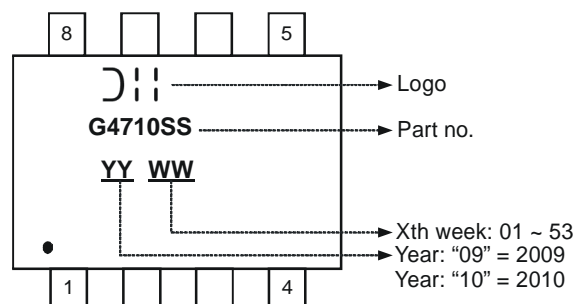 8 5
Logo
G4710SS
Part no.
YY WW
Xth week: 01 ~ 53
Year: “09” = 2009
Year: “10” = 2010
1 4